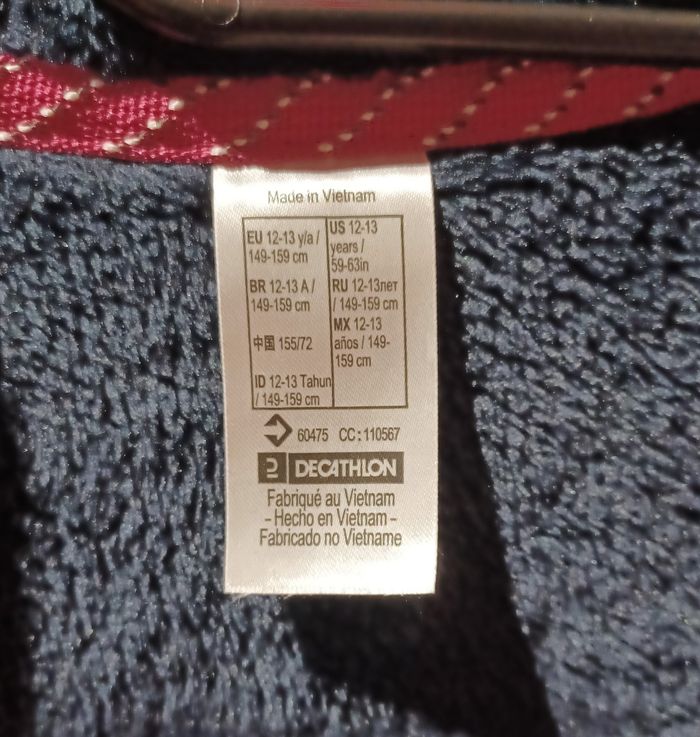 Made in Vietnam
EU 12-13 y/a /
149-159 cm
BR 12-13 A /
149-159 cm
中国 155/72
ID 12-13 Tahun
/ 149-159 cm
US 12-13
years /
59-63in
RU 12-13лет
/ 149-159 cm
MX 12-13
años / 149-
159 cm
60475 CC:110567
DECATHLON
Fabriqué au Vietnam
- Hecho en Vietnam -
Fabricado no Vietname